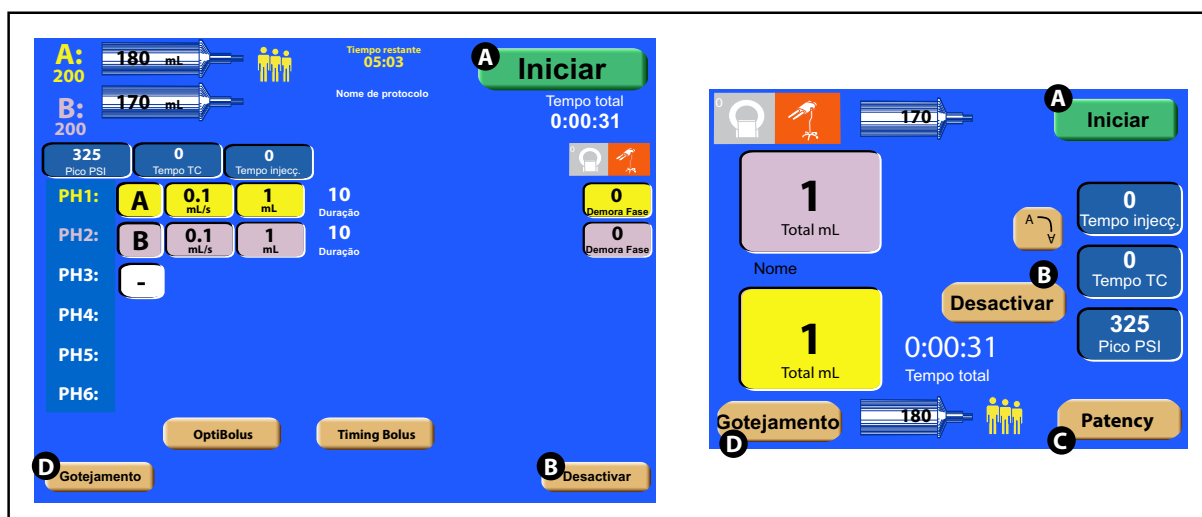 A:
200
180 mL
Tiempo restante
05:03
A
Iniciar
B:
200
170 mL
Nome de protocolo
Tempo total
0:00:31
325
Pico PSI
0
Tempo TC
0
Tempo injecç.
0
PH1:
A
0.1
mL/s
1
mL
10
Duração
0
Demora Fase
PH2:
B
0.1
mL/s
1
mL
10
Duração
0
Demora Fase
PH3:
-
PH4:
PH5:
PH6:
OptiBolus
Timing Bolus
D
Gotejamento
B
Desactivar
0
170
A
Iniciar
1
Total mL
0
Tempo injecç.
A
A
Nome
0
Tempo TC
B
Desactivar
1
Total mL
0:00:31
Tempo total
325
Pico PSI
Gotejamento
D
180
Patency
C